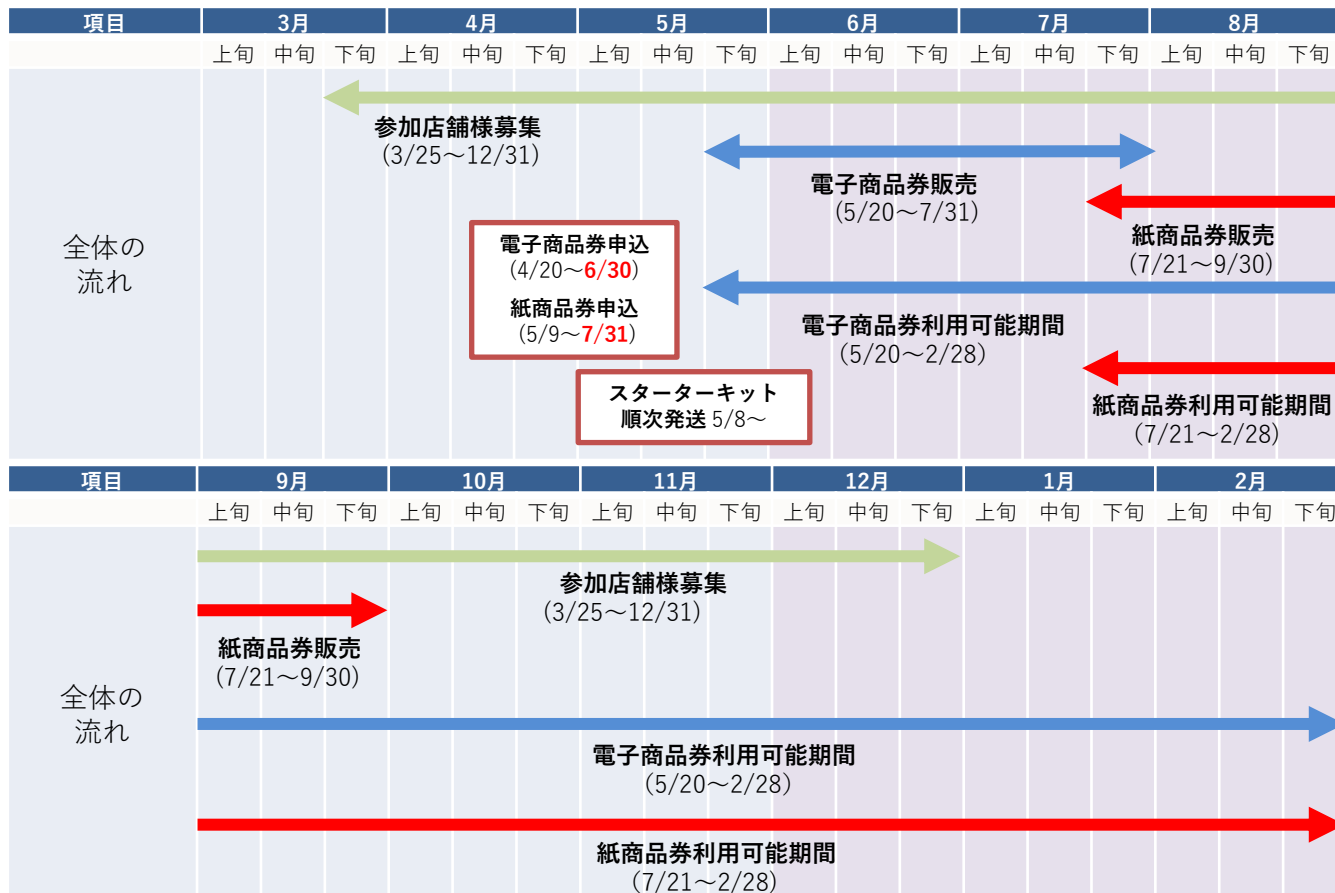 項目 3月 4月 5月 6月 7月 8月
上旬 中旬 下旬 上旬 中旬 下旬 上旬 中旬 下旬 上旬 中旬 下旬 上旬 中旬 下旬 上旬 中旬 下旬
全体の
流れ
参加店舗様募集
(3/25～12/31)
電子商品券販売
(5/20～7/31)
紙商品券販売
(7/21～9/30)
電子商品券申込
(4/20～6/30)
紙商品券申込
(5/9～7/31)
電子商品券利用可能期間
(5/20～2/28)
スターターキット
順次発送 5/8～
紙商品券利用可能期間
(7/21～2/28)
項目 9月 10月 11月 12月 1月 2月
上旬 中旬 下旬 上旬 中旬 下旬 上旬 中旬 下旬 上旬 中旬 下旬 上旬 中旬 下旬 上旬 中旬 下旬
全体の
流れ
参加店舗様募集
(3/25～12/31)
紙商品券販売
(7/21～9/30)
電子商品券利用可能期間
(5/20～2/28)
紙商品券利用可能期間
(7/21～2/28)